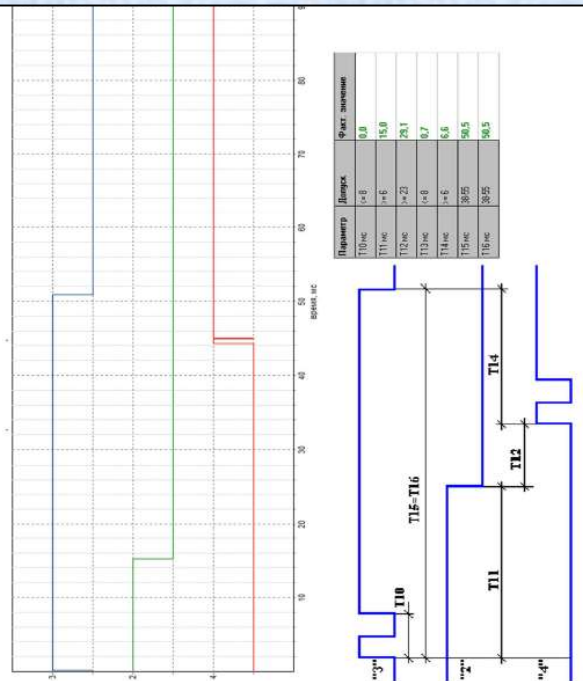 3
2
4
10
20
30
40
50
60
70
80
90
время, мс
Параметр Допуск Факт. значение
T10 мс <= 8 0,0
T11 мс >= 6 15,0
T12 мс >= 23 29,1
T13 мс <= 8 0,7
T14 мс >= 6 6,6
T15 мс 38-55 50,5
T16 мс 38-55 50,5
T10
T15=T16
T11
T12
T14
"3"
"2"
"4"